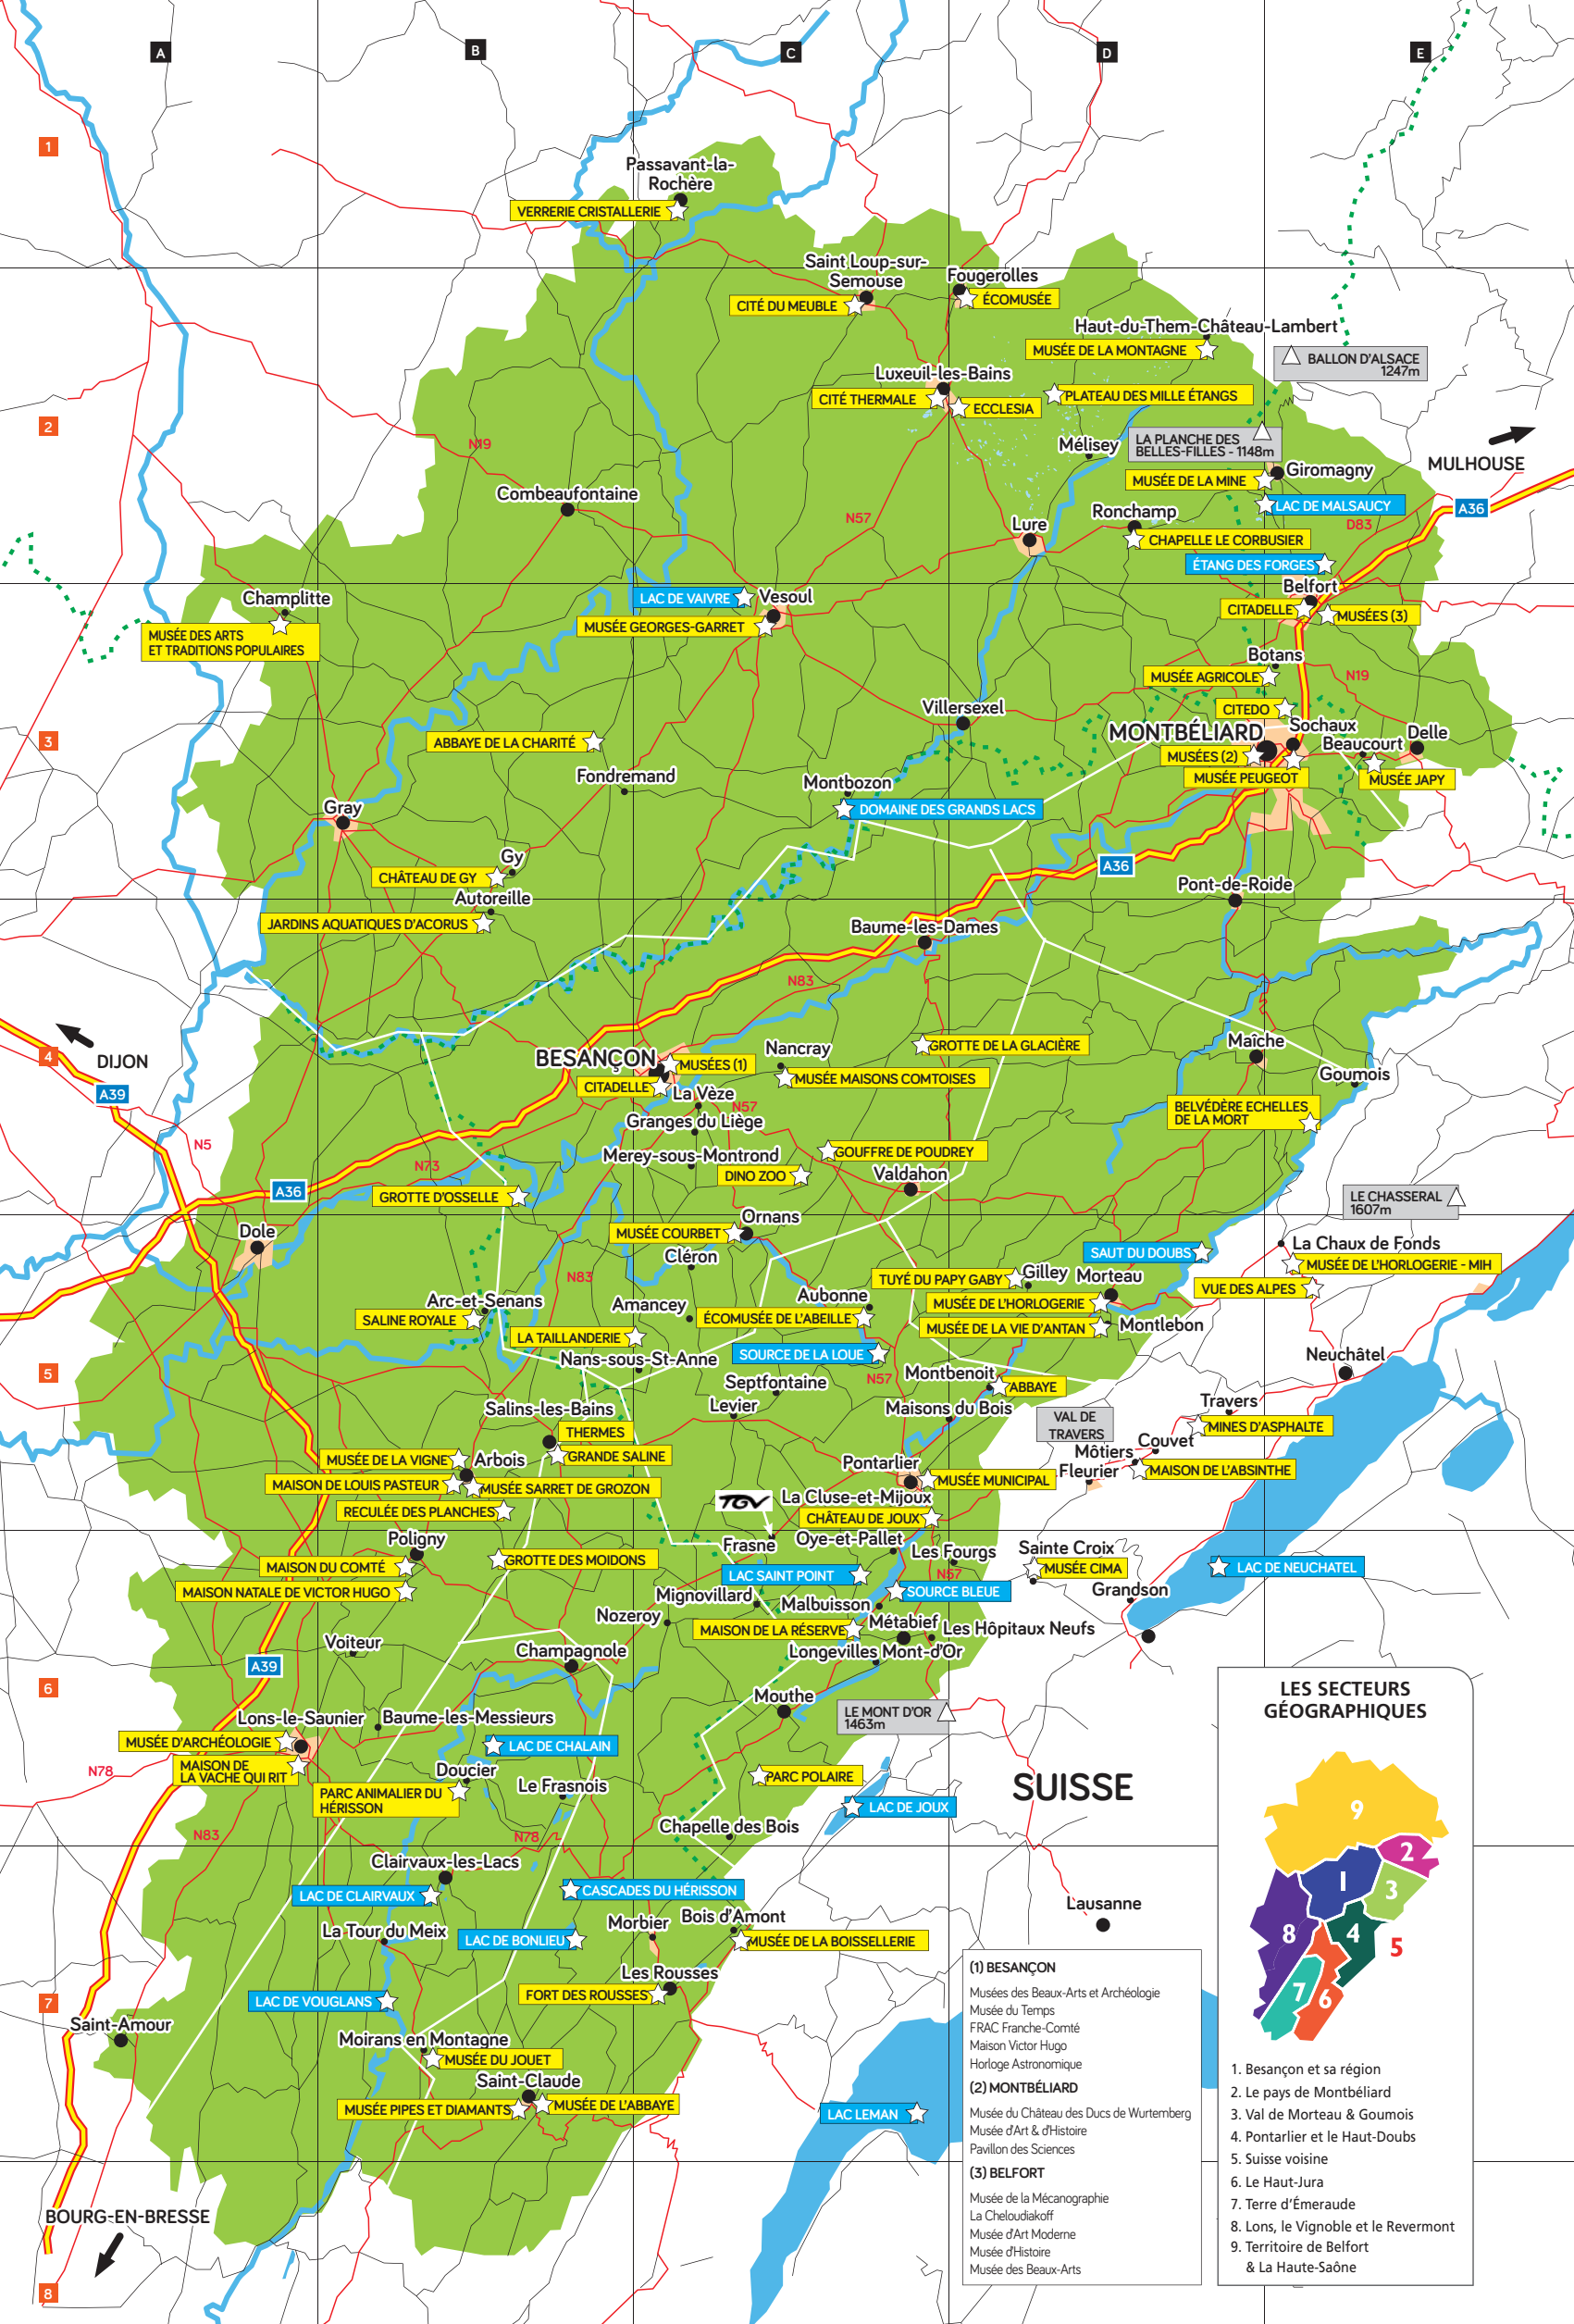 A
B
C
D
E
1
Passavant-la-
Rochère
VERRERIE CRISTALLERIE
Saint Loup-sur-
Semouse
CITÉ DU MEUBLE
Fougerolles
ÉCOMUSÉE
Haut-du-Them-Château-Lambert
MUSÉE DE LA MONTAGNE
BALLON D'ALSACE
1247m
Luxeuil-les-Bains
CITÉ THERMALE
ECCLESIA
PLATEAU DES MILLE ÉTANGS
2
N19
Mélisey
LA PLANCHE DES
BELLES-FILLES - 1148m
MULHOUSE
Giromagny
MUSÉE DE LA MINE
Combeaufontaine
LAC DE MALSAUCY
A36
N57
Ronchamp
D83
Lure
CHAPELLE LE CORBUSIER
ÉTANG DES FORGES
Champlitte
LAC DE VAIVRE
Vesoul
Belfort
CITADELLE
MUSÉES (3)
MUSÉE DES ARTS
ET TRADITIONS POPULAIRES
MUSÉE GEORGES-GARRET
Botans
MUSÉE AGRICOLE
N19
Villersexel
CITEDO
3
ABBAYE DE LA CHARITÉ
MONTBÉLIARD
Sochaux
Beaucourt
Delle
MUSÉES (2)
Fondremand
Montbozon
MUSÉE PEUGEOT
MUSÉE JAPY
Gray
DOMAINE DES GRANDS LACS
Gy
A36
CHÂTEAU DE GY
Autoreille
Pont-de-Roide
JARDINS AQUATIQUES D'ACORUS
Baume-les-Dames
N83
4
DIJON
A39
BESANÇON
MUSÉES (1)
CITADELLE
Nancray
MUSÉE MAISONS COMTOISES
GROTTE DE LA GLACIÈRE
Maîche
Goumois
La Vèze
N57
Granges du Liège
BELVÉDÈRE ECHELLES
DE LA MORT
N5
N73
Merey-sous-Montrond
GOUFFRE DE POUDREY
DINO ZOO
Valdahon
A36
GROTTE D'OSSELLE
LE CHASSERAL
1607m
Dole
MUSÉE COURBET
Ornans
Cléron
SAUT DU DOUBS
La Chaux de Fonds
MUSÉE DE L'HORLOGERIE - MIH
N83
TUYÉ DU PAPY GABY
Gilley
Morteau
VUE DES ALPES
Arc-et-Senans
SALINE ROYALE
Amancey
Aubonne
ÉCOMUSÉE DE L'ABEILLE
MUSÉE DE L'HORLOGERIE
LA TAILLANDERIE
MUSÉE DE LA VIE D'ANTAN
Montlebon
Nans-sous-St-Anne
SOURCE DE LA LOUE
Neuchâtel
5
Septfontaine
N57
Montbenoit
ABBAYE
Salins-les-Bains
Levier
Maisons du Bois
Travers
VAL DE
TRAVERS
THERMES
MINES D'ASPHALTE
MUSÉE DE LA VIGNE
Arbois
GRANDE SALINE
Couvet
Môtiers
MAISON DE LOUIS PASTEUR
MUSÉE SARRET DE GROZON
Pontarlier
MUSÉE MUNICIPAL
Fleurier
MAISON DE L'ABSINTHE
RECULÉE DES PLANCHES
TGV
La Cluse-et-Mijoux
CHÂTEAU DE JOUX
Poligny
Frasne
Oye-et-Pallet
Les Fourgs
Sainte Croix
MAISON DU COMTÉ
GROTTE DES MOIDONS
LAC SAINT POINT
N57
MUSÉE CIMA
LAC DE NEUCHATEL
MAISON NATALE DE VICTOR HUGO
Mignovillard
SOURCE BLEUE
Grandson
Malbuisson
Nozeroy
MAISON DE LA RÉSERVE
Métabief
Les Hôpitaux Neufs
Voiteur
Champagnole
Longevilles Mont-d'Or
A39
6
Lons-le-Saunier
Baume-les-Messieurs
Mouthe
LE MONT D'OR
1463m
MUSÉE D'ARCHÉOLOGIE
LAC DE CHALAIN
N78
MAISON DE
LA VACHE QUI RIT
Doucier
PARC POLAIRE
SUISSE
PARC ANIMALIER DU
HÉRISSON
Le Frasnois
LAC DE JOUX
N83
N78
Chapelle des Bois
Clairvaux-les-Lacs
LAC DE CLAIRVAUX
CASCADES DU HÉRISSON
Lausanne
La Tour du Meix
LAC DE BONLIEU
Morbier
Bois d'Amont
MUSÉE DE LA BOISSELLERIE
Les Rousses
7
LAC DE VOUGLANS
FORT DES ROUSSES
Saint-Amour
Moirans en Montagne
MUSÉE DU JOUET
Saint-Claude
MUSÉE PIPES ET DIAMANTS
MUSÉE DE L'ABBAYE
LAC LEMAN
BOURG-EN-BRESSE
8
(1) BESANÇON
Musées des Beaux-Arts et Archéologie
Musée du Temps
FRAC Franche-Comté
Maison Victor Hugo
Horloge Astronomique
(2) MONTBÉLIARD
Musée du Château des Ducs de Wurtemberg
Musée d'Art & d'Histoire
Pavillon des Sciences
(3) BELFORT
Musée de la Mécanographie
La Cheloudiakoff
Musée d'Art Moderne
Musée d'Histoire
Musée des Beaux-Arts
LES SECTEURS
GÉOGRAPHIQUES
9
2
1
3
8
4
5
7
6
1. Besançon et sa région
2. Le pays de Montbéliard
3. Val de Morteau & Goumois
4. Pontarlier et le Haut-Doubs
5. Suisse voisine
6. Le Haut-Jura
7. Terre d'Émeraude
8. Lons, le Vignoble et le Revermont
9. Territoire de Belfort
& La Haute-Saône